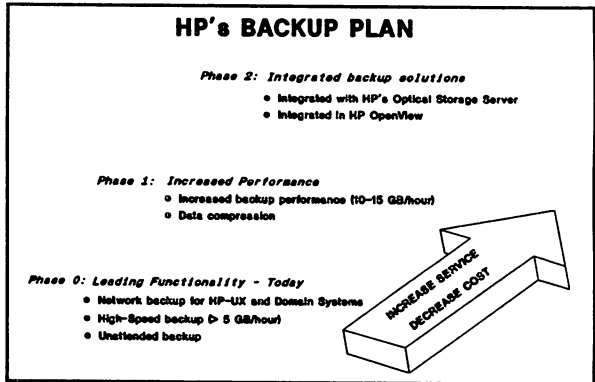 HP's BACKUP PLAN
Phase 2: Integrated backup solutions
• Integrated with HP's Optical Storage Server
• Integrated in HP OpenView
Phase 1: Increased Performance
• Increased backup performance (10-15 GB/hour)
• Data compression
Phase 0: Leading Functionality - Today
• Network backup for HP-UX and Domain Systems
• High-Speed backup (> 5 GB/hour)
• Unattended backup
INCREASE SERVICE
DECREASE COST